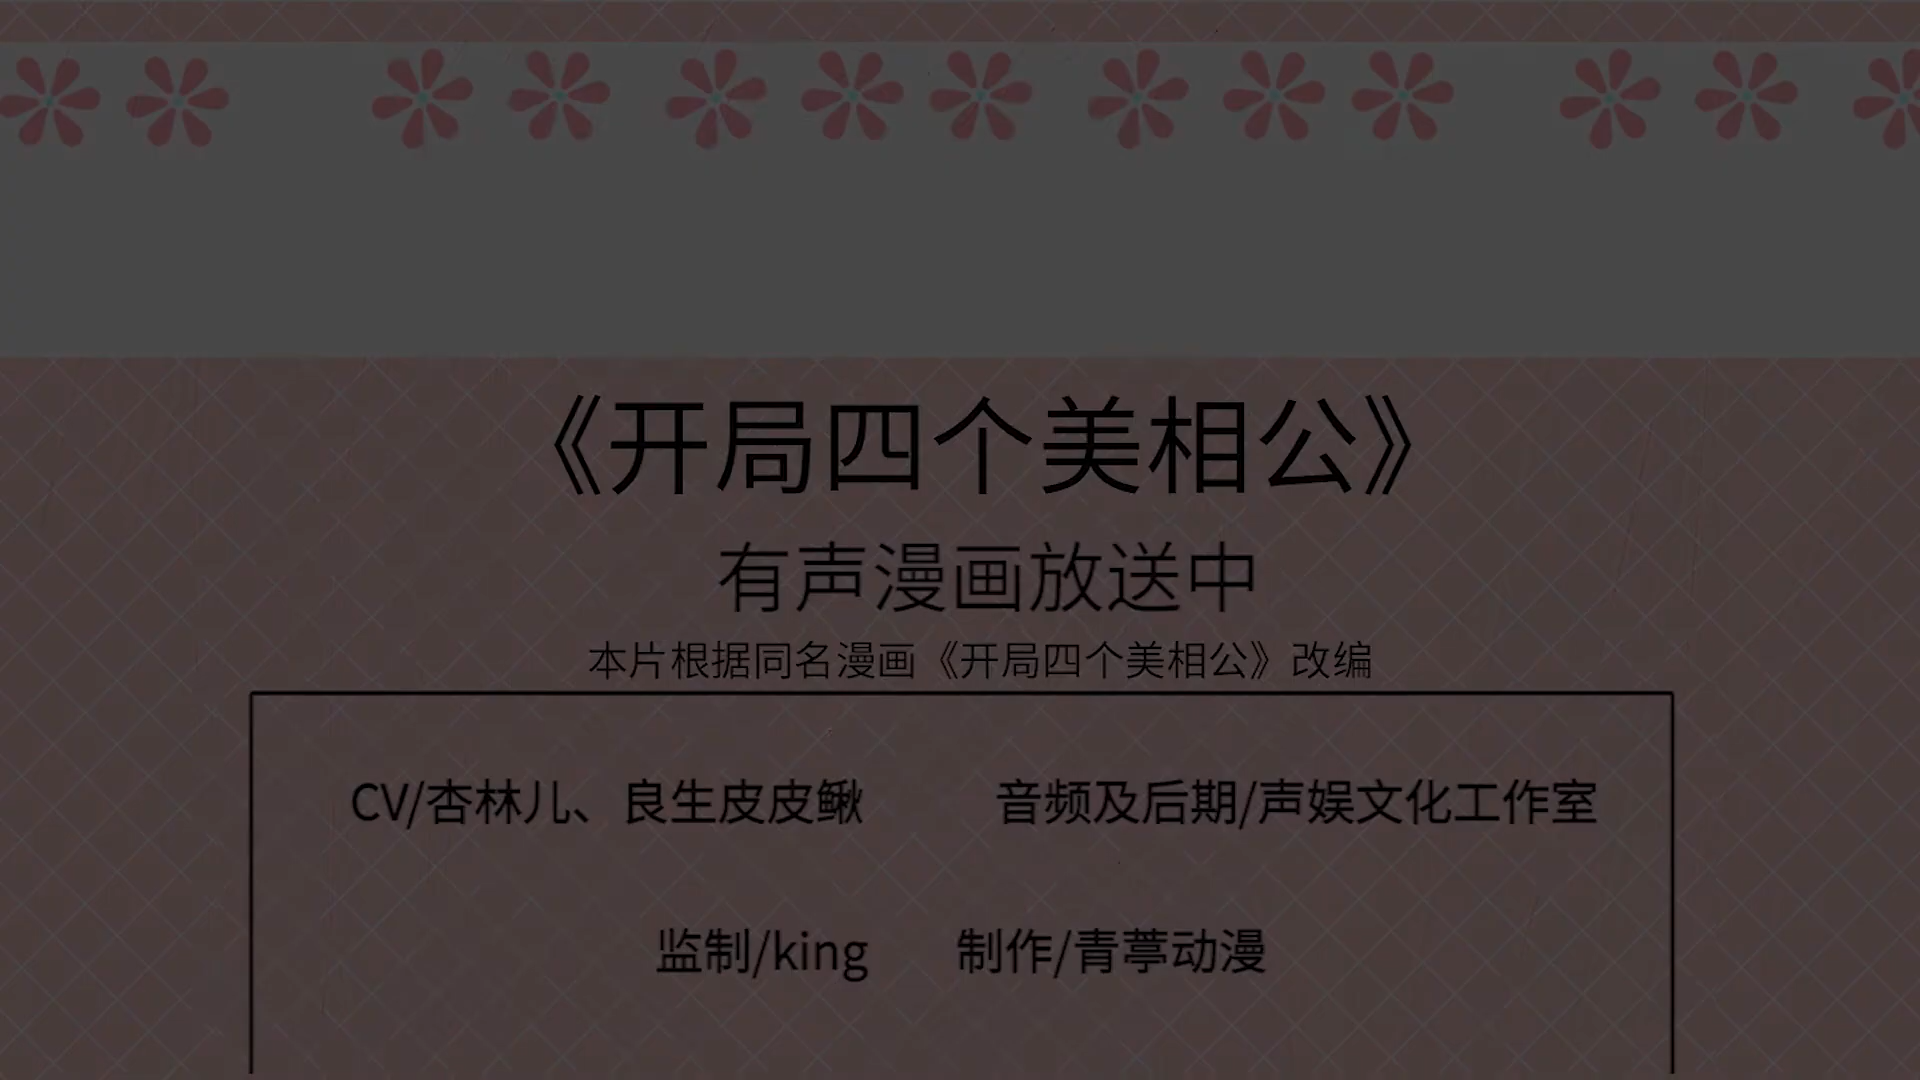 《开局四个美相公》
有声漫画放送中
本片根据同名漫画《开局四个美相公》改编
CV/杏林儿、良生皮皮鳅 音频及后期/声娱文化工作室
监制/king 制作/青葶动漫